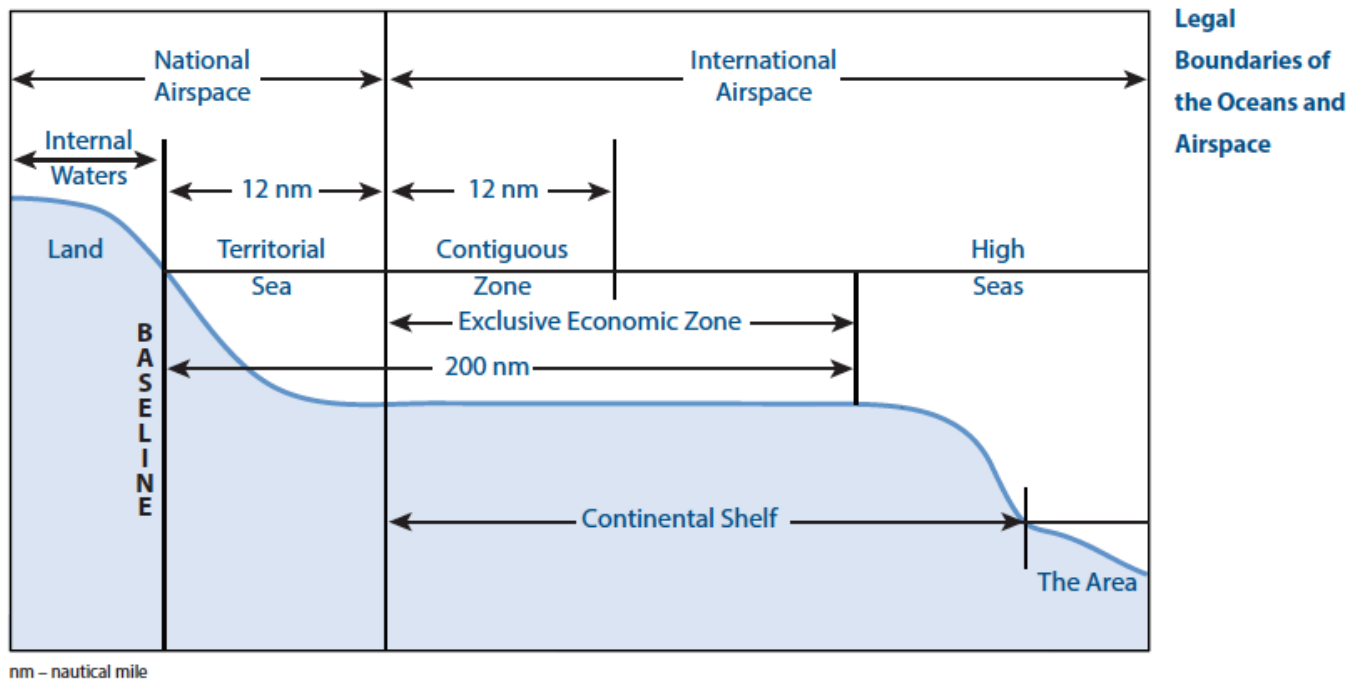 Legal
Boundaries of
the Oceans and
Airspace
National
Airspace
International
Airspace
Internal
Waters
12 nm
12 nm
Land
Territorial
Sea
Contiguous
Zone
High
Seas
Exclusive Economic Zone
200 nm
BASELINE
Continental Shelf
The Area
nm – nautical mile